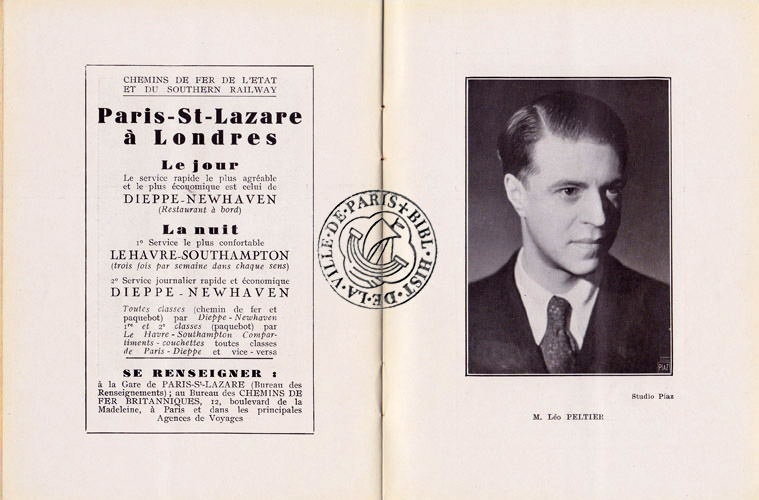 CHEMINS DE FER DE L'ETAT
ET DU SOUTHERN RAILWAY
Paris-St-Lazare
à Londres
Le jour
Le service rapide le plus agréable
et le plus économique est celui de
DIEPPE-NEWHAVEN
(Restaurant à bord)
La nuit
1º Service le plus confortable
LE HAVRE-SOUTHAMPTON
(trois fois par semaine dans chaque sens)
2º Service journalier rapide et économique
DIEPPE - NEWHAVEN
Toutes classes (chemin de fer et
paquebot) par Dieppe-Newhaven
1re et 2e classes (paquebot) par
Le Havre-Southampton Compar-
timents-couchettes toutes classes
de Paris-Dieppe et vice-versa
SE RENSEIGNER :
à la Gare de PARIS-St-LAZARE (Bureau des
Renseignements) ; au Bureau des CHEMINS DE
FER BRITANNIQUES, 12, boulevard de la
Madeleine, à Paris et dans les principales
Agences de Voyages
BIBL. HIST. DE LA VILLE DE PARIS
PIAZ
Studio Piaz
M. Léo PELTIER